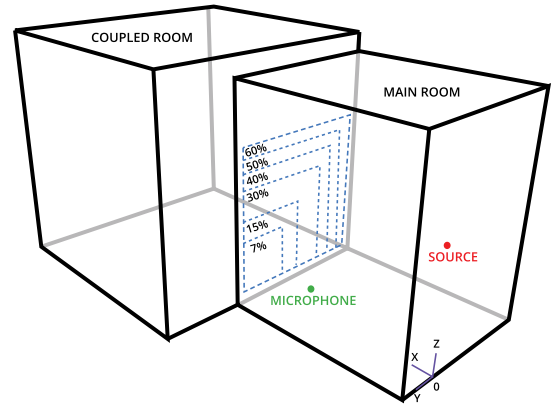 COUPLED ROOM
MAIN ROOM
60%
50%
40%
30%
15%
7%
SOURCE
MICROPHONE
Z
X
0
Y